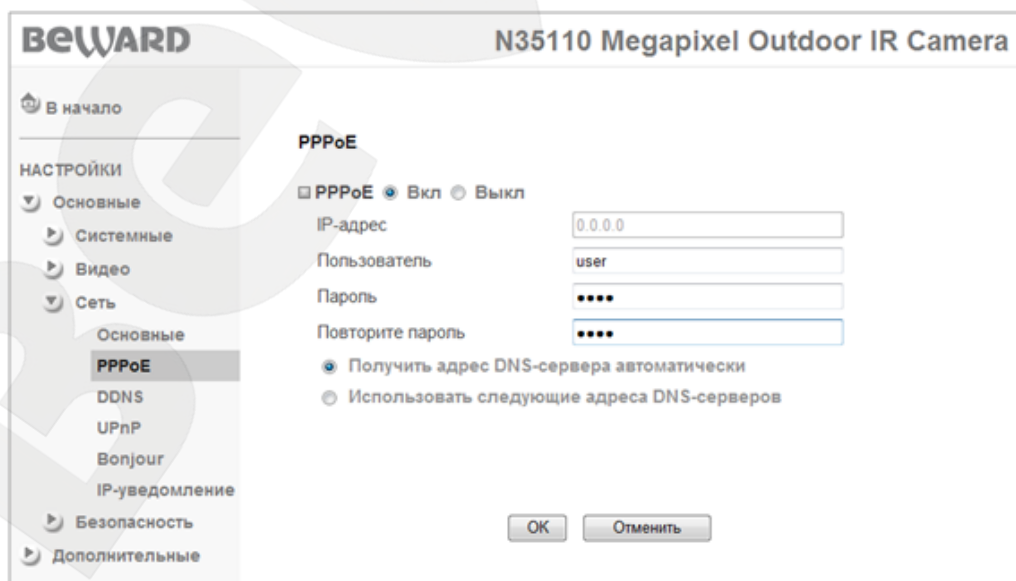 BEWARD
N35110 Megapixel Outdoor IR Camera
В начало
НАСТРОЙКИ
Основные
Системные
Видео
Сеть
Основные
PPPoE
DDNS
UPnP
Bonjour
IP-уведомление
Безопасность
Дополнительные
PPPoE
PPPoE Вкл Выкл
IP-адрес 0.0.0.0
Пользователь user
Пароль ••••
Повторите пароль ••••
Получить адрес DNS-сервера автоматически
Использовать следующие адреса DNS-серверов
OK Отменить